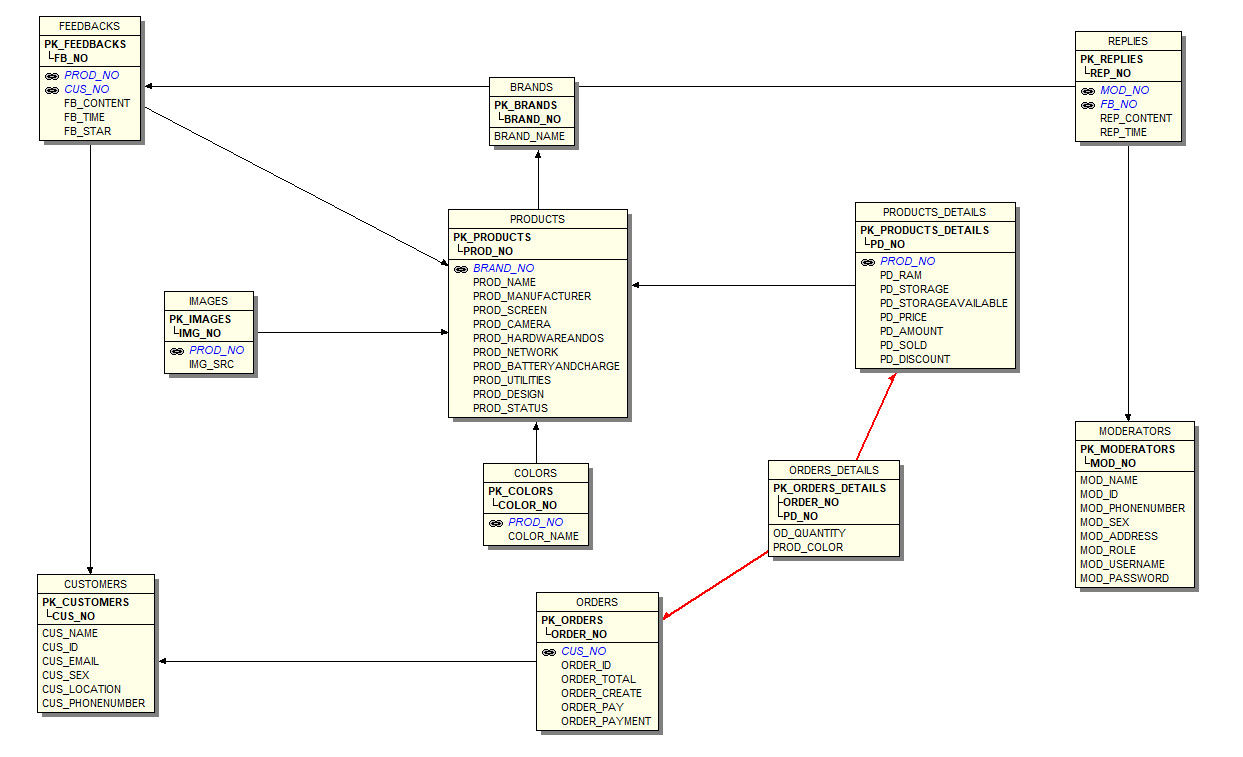 FEEDBACKS
PK_FEEDBACKS
FB_NO
PROD_NO
CUS_NO
FB_CONTENT
FB_TIME
FB_STAR
BRANDS
PK_BRANDS
BRAND_NO
BRAND_NAME
REPLIES
PK_REPLIES
REP_NO
MOD_NO
FB_NO
REP_CONTENT
REP_TIME
PRODUCTS
PK_PRODUCTS
PROD_NO
BRAND_NO
PROD_NAME
PROD_MANUFACTURER
PROD_SCREEN
PROD_CAMERA
PROD_HARDWAREANDOS
PROD_NETWORK
PROD_BATTERYANDCHARGE
PROD_UTILITIES
PROD_DESIGN
PROD_STATUS
PRODUCTS_DETAILS
PK_PRODUCTS_DETAILS
PD_NO
PROD_NO
PD_RAM
PD_STORAGE
PD_STORAGEAVAILABLE
PD_PRICE
PD_AMOUNT
PD_SOLD
PD_DISCOUNT
IMAGES
PK_IMAGES
IMG_NO
PROD_NO
IMG_SRC
COLORS
PK_COLORS
COLOR_NO
PROD_NO
COLOR_NAME
ORDERS_DETAILS
PK_ORDERS_DETAILS
ORDER_NO
PD_NO
OD_QUANTITY
PROD_COLOR
MODERATORS
PK_MODERATORS
MOD_NO
MOD_NAME
MOD_ID
MOD_PHONENUMBER
MOD_SEX
MOD_ADDRESS
MOD_ROLE
MOD_USERNAME
MOD_PASSWORD
CUSTOMERS
PK_CUSTOMERS
CUS_NO
CUS_NAME
CUS_ID
CUS_EMAIL
CUS_SEX
CUS_LOCATION
CUS_PHONENUMBER
ORDERS
PK_ORDERS
ORDER_NO
CUS_NO
ORDER_ID
ORDER_TOTAL
ORDER_CREATE
ORDER_PAY
ORDER_PAYMENT